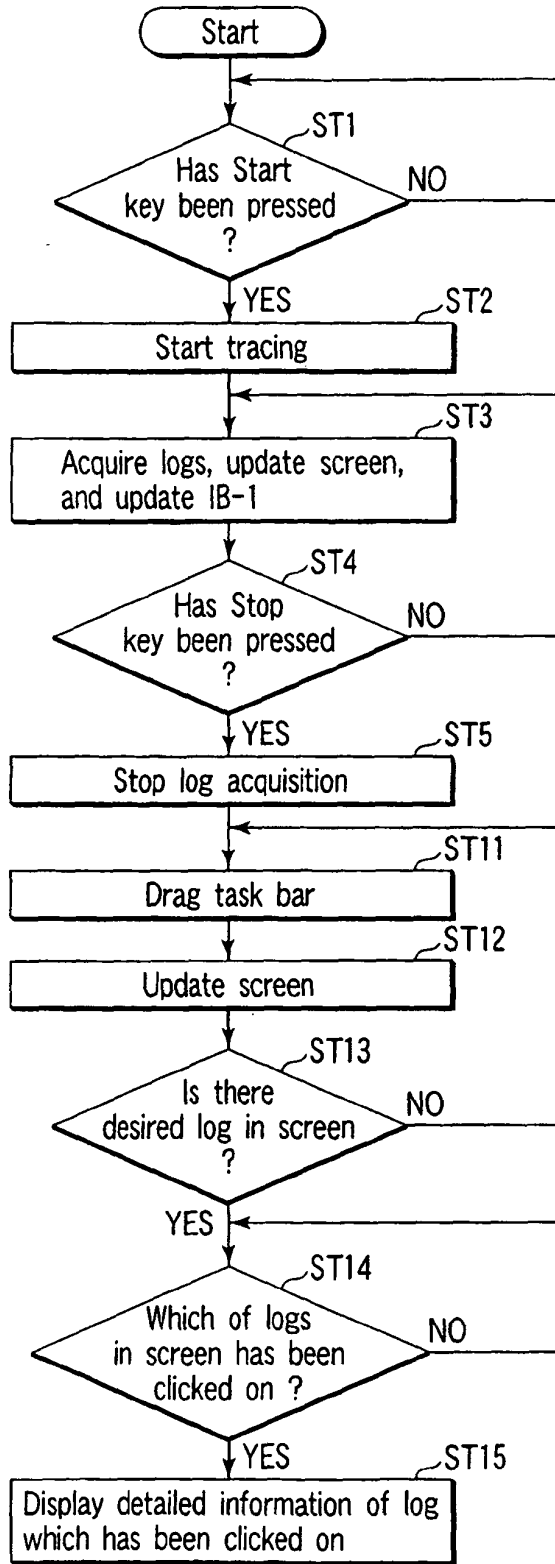 Start
ST1
Has Start
key been pressed
?
NO
YES
ST2
Start tracing
ST3
Acquire logs, update screen,
and update IB-1
ST4
Has Stop
key been pressed
?
NO
YES
ST5
Stop log acquisition
ST11
Drag task bar
ST12
Update screen
ST13
Is there
desired log in screen
?
NO
YES
ST14
Which of logs
in screen has been
clicked on ?
NO
YES
ST15
Display detailed information of log
which has been clicked on